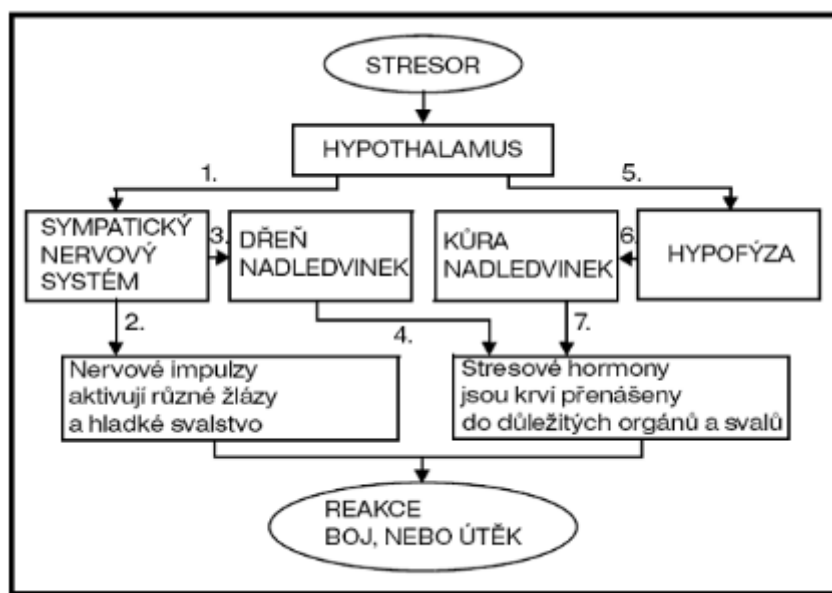 STRESOR
HYPOTHALAMUS
1.
5.
SYMPATICKÝ
NERVOVÝ
SYSTÉM
3.
DŘEŇ
NADLEDVINEK
KŮRA
NADLEDVINEK
6.
HYPOFÝZA
2.
4.
7.
Nervové impulzy
aktivují různé žlázy
a hladké svalstvo
Stresové hormony
jsou krví přenášeny
do důležitých orgánů a svalů
REAKCE
BOJ, NEBO ÚTĚK